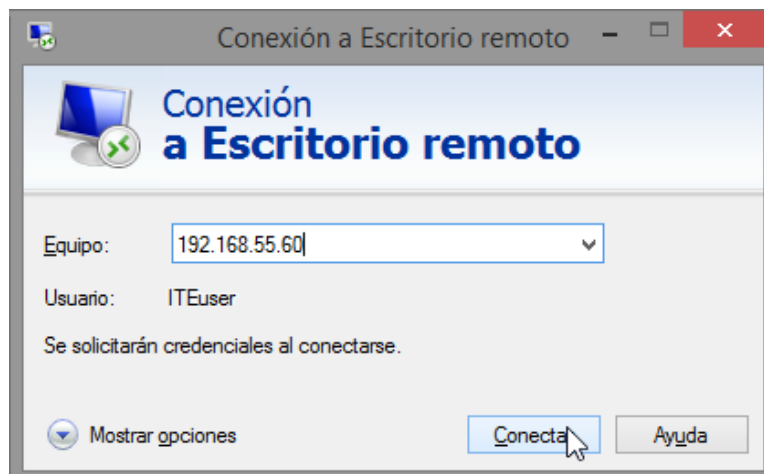 Conexión a Escritorio remoto
Conexión
a Escritorio remoto
Equipo: 192.168.55.60
Usuario: ITEuser
Se solicitarán credenciales al conectarse.
Mostrar opciones Conecta Ayuda